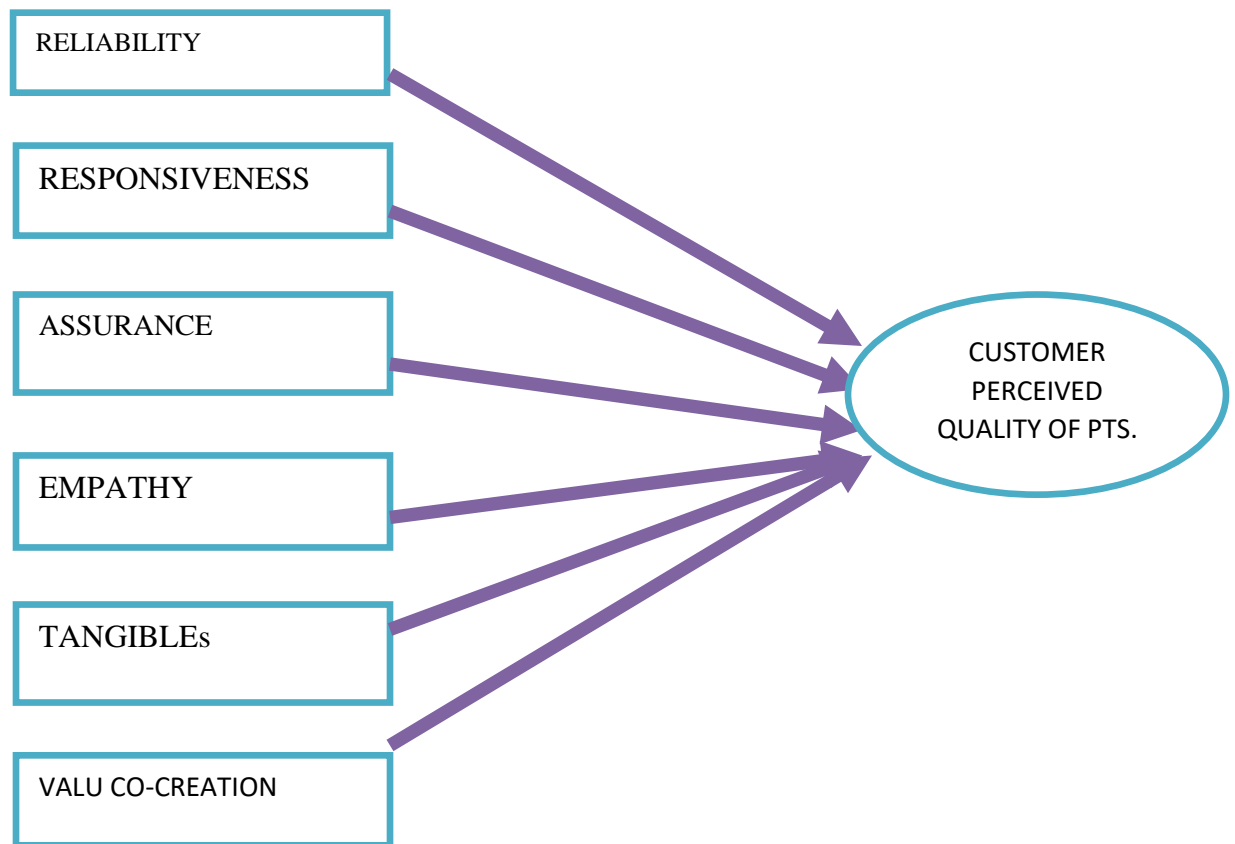 RELIABILITY
RESPONSIVENESS
ASSURANCE
EMPATHY
TANGIBLEs
VALU CO-CREATION
CUSTOMER
PERCEIVED
QUALITY OF PTS.